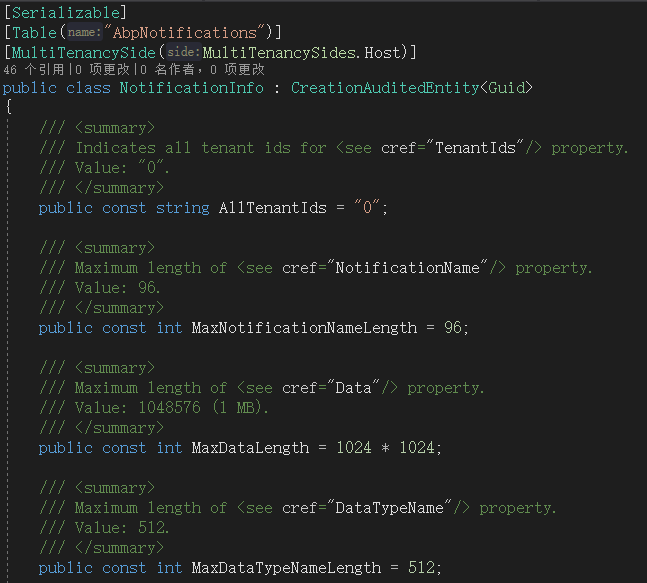 [Serializable]
[Table(name:"AbpNotifications")]
[MultiTenancySide(side:MultiTenancySides.Host)]
46 个引用|0 项更改|0 名作者，0 项更改
public class NotificationInfo : CreationAuditedEntity<Guid>
{
/// <summary>
/// Indicates all tenant ids for <see cref="TenantIds"/> property.
/// Value: "0".
/// </summary>
public const string AllTenantIds = "0";
/// <summary>
/// Maximum length of <see cref="NotificationName"/> property.
/// Value: 96.
/// </summary>
public const int MaxNotificationNameLength = 96;
/// <summary>
/// Maximum length of <see cref="Data"/> property.
/// Value: 1048576 (1 MB).
/// </summary>
public const int MaxDataLength = 1024 * 1024;
/// <summary>
/// Maximum length of <see cref="DataTypeName"/> property.
/// Value: 512.
/// </summary>
public const int MaxDataTypeNameLength = 512;